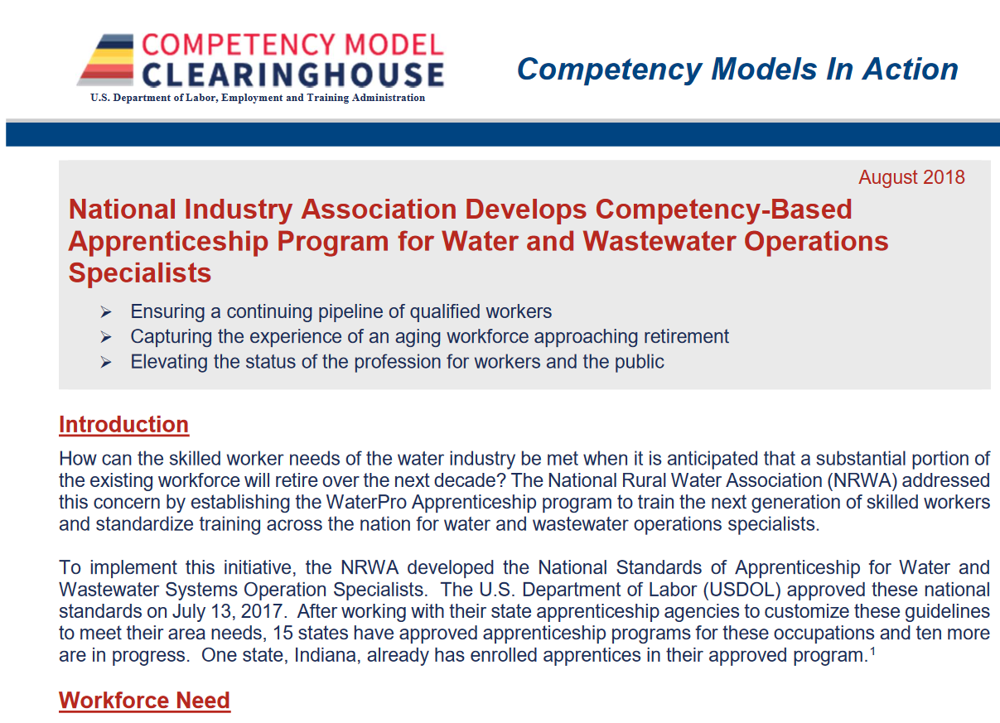 COMPETENCY MODEL
CLEARINGHOUSE
U.S. Department of Labor, Employment and Training Administration
Competency Models In Action
August 2018
National Industry Association Develops Competency-Based
Apprenticeship Program for Water and Wastewater Operations
Specialists
➢ Ensuring a continuing pipeline of qualified workers
➢ Capturing the experience of an aging workforce approaching retirement
➢ Elevating the status of the profession for workers and the public
Introduction
How can the skilled worker needs of the water industry be met when it is anticipated that a substantial portion of
the existing workforce will retire over the next decade? The National Rural Water Association (NRWA) addressed
this concern by establishing the WaterPro Apprenticeship program to train the next generation of skilled workers
and standardize training across the nation for water and wastewater operations specialists.
To implement this initiative, the NRWA developed the National Standards of Apprenticeship for Water and
Wastewater Systems Operation Specialists.  The U.S. Department of Labor (USDOL) approved these national
standards on July 13, 2017.  After working with their state apprenticeship agencies to customize these guidelines
to meet their area needs, 15 states have approved apprenticeship programs for these occupations and ten more
are in progress.  One state, Indiana, already has enrolled apprentices in their approved program.¹
Workforce Need